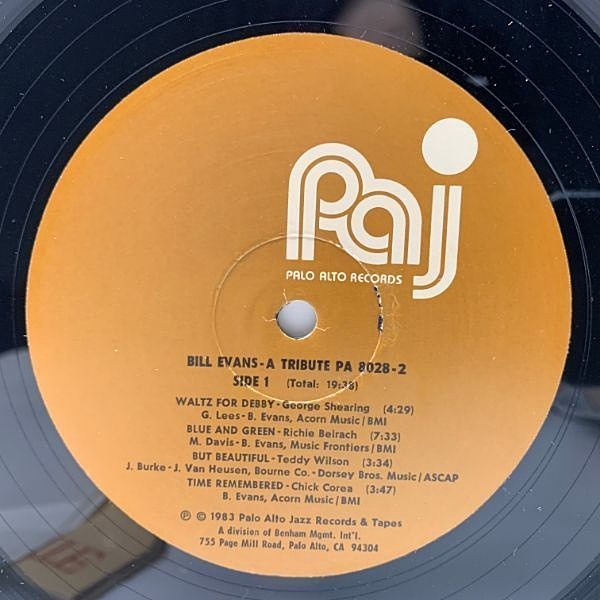 Paj
PALO ALTO RECORDS
BILL EVANS-A TRIBUTE PA 8028-2
SIDE 1 (Total: 19:38)
WALTZ FOR DEBBY-George Shearing (4:29)
G. Lees-B. Evans, Acorn Music/BMI
BLUE AND GREEN-Richie Beirach (7:33)
M. Davis-B. Evans, Music Frontiers/BMI
BUT BEAUTIFUL-Teddy Wilson (3:34)
J. Burke-J. Van Heusen, Bourne Co.-Dorsey Bros. Music/ASCAP
TIME REMEMBERED-Chick Corea (3:47)
B. Evans, Acorn Music/BMI
℗ © 1983 Palo Alto Jazz Records & Tapes
A division of Benham Mgmt. Int'l.
755 Page Mill Road, Palo Alto, CA 94304